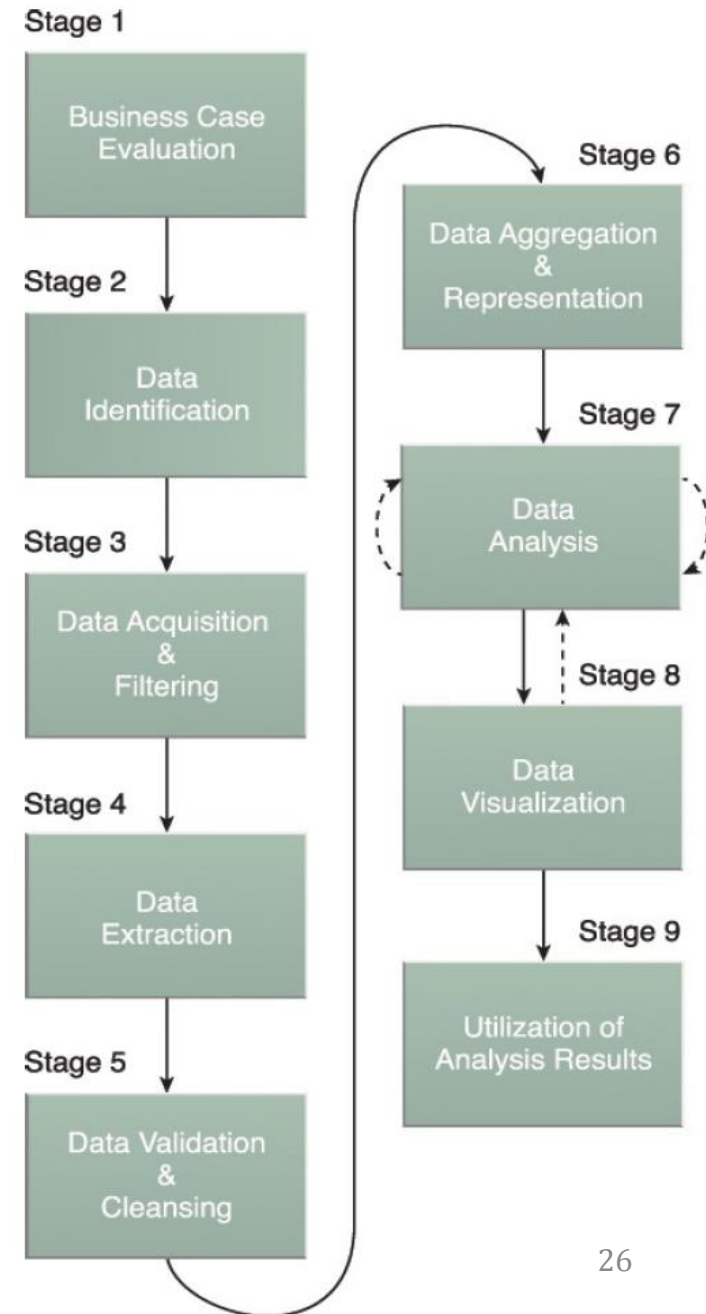 Stage 1
Business Case
Evaluation
Stage 2
Data
Identification
Stage 3
Data Acquisition
&
Filtering
Stage 4
Data
Extraction
Stage 5
Data Validation
&
Cleansing
Stage 6
Data Aggregation
&
Representation
Stage 7
Data
Analysis
Stage 8
Data
Visualization
Stage 9
Utilization of
Analysis Results
26